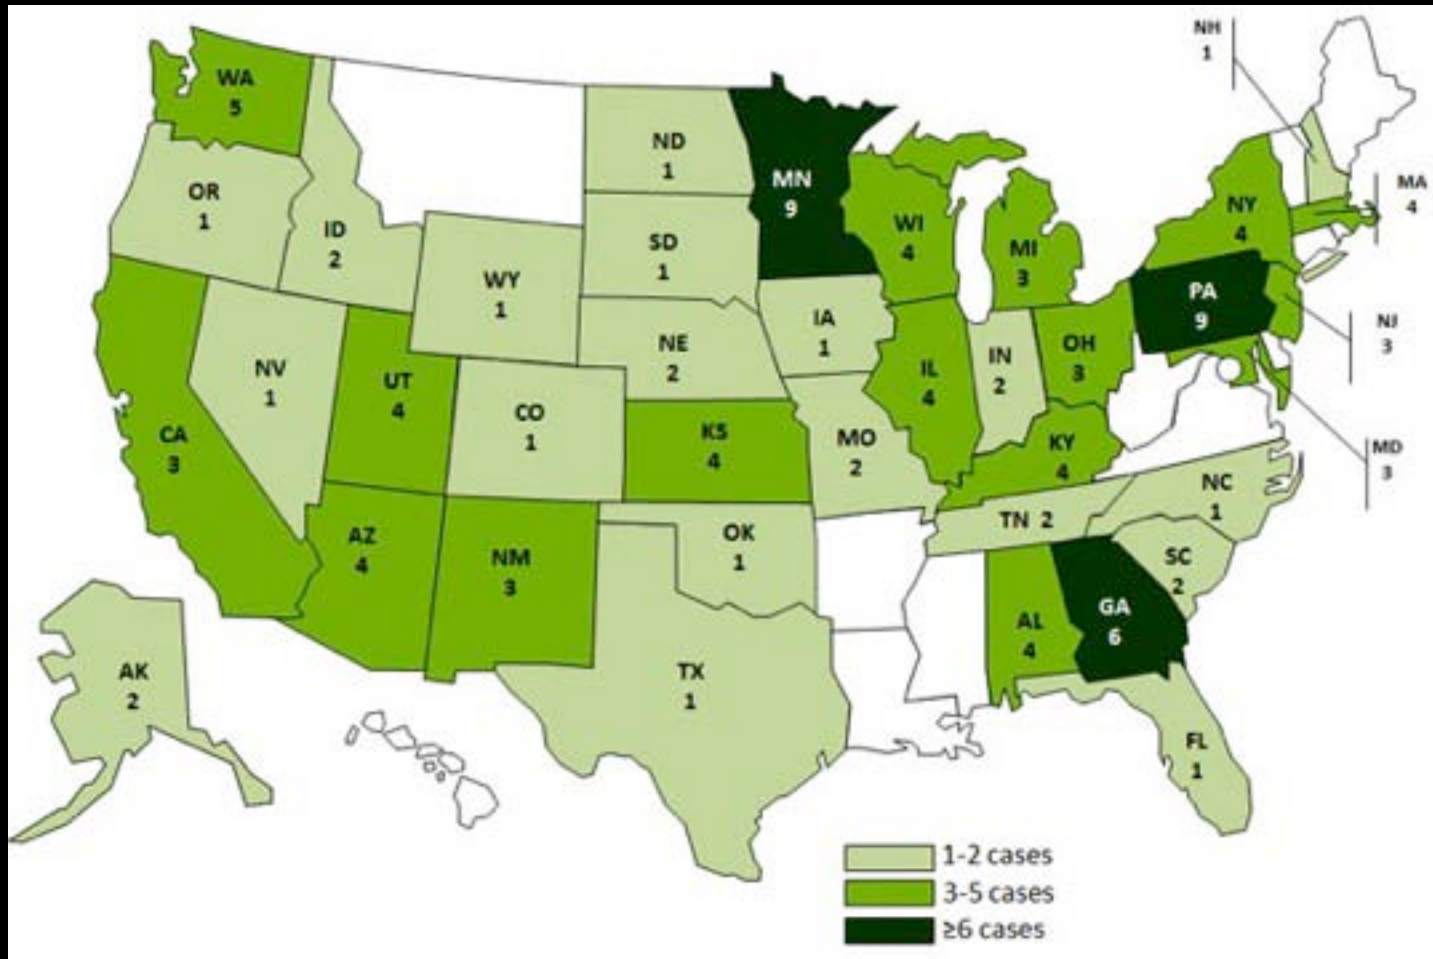 NH
1
WA
5
ND
1
MN
9
MA
4
OR
1
ID
2
NY
4
WI
4
SD
1
MI
3
WY
1
PA
9
IA
1
NJ
3
NE
2
OH
3
IN
2
NV
1
UT
4
IL
4
CO
1
KS
4
CA
3
MO
2
KY
4
MD
3
NC
1
TN 2
OK
1
AZ
4
NM
3
SC
2
GA
6
AL
4
AK
2
TX
1
FL
1
1-2 cases
3-5 cases
≥6 cases